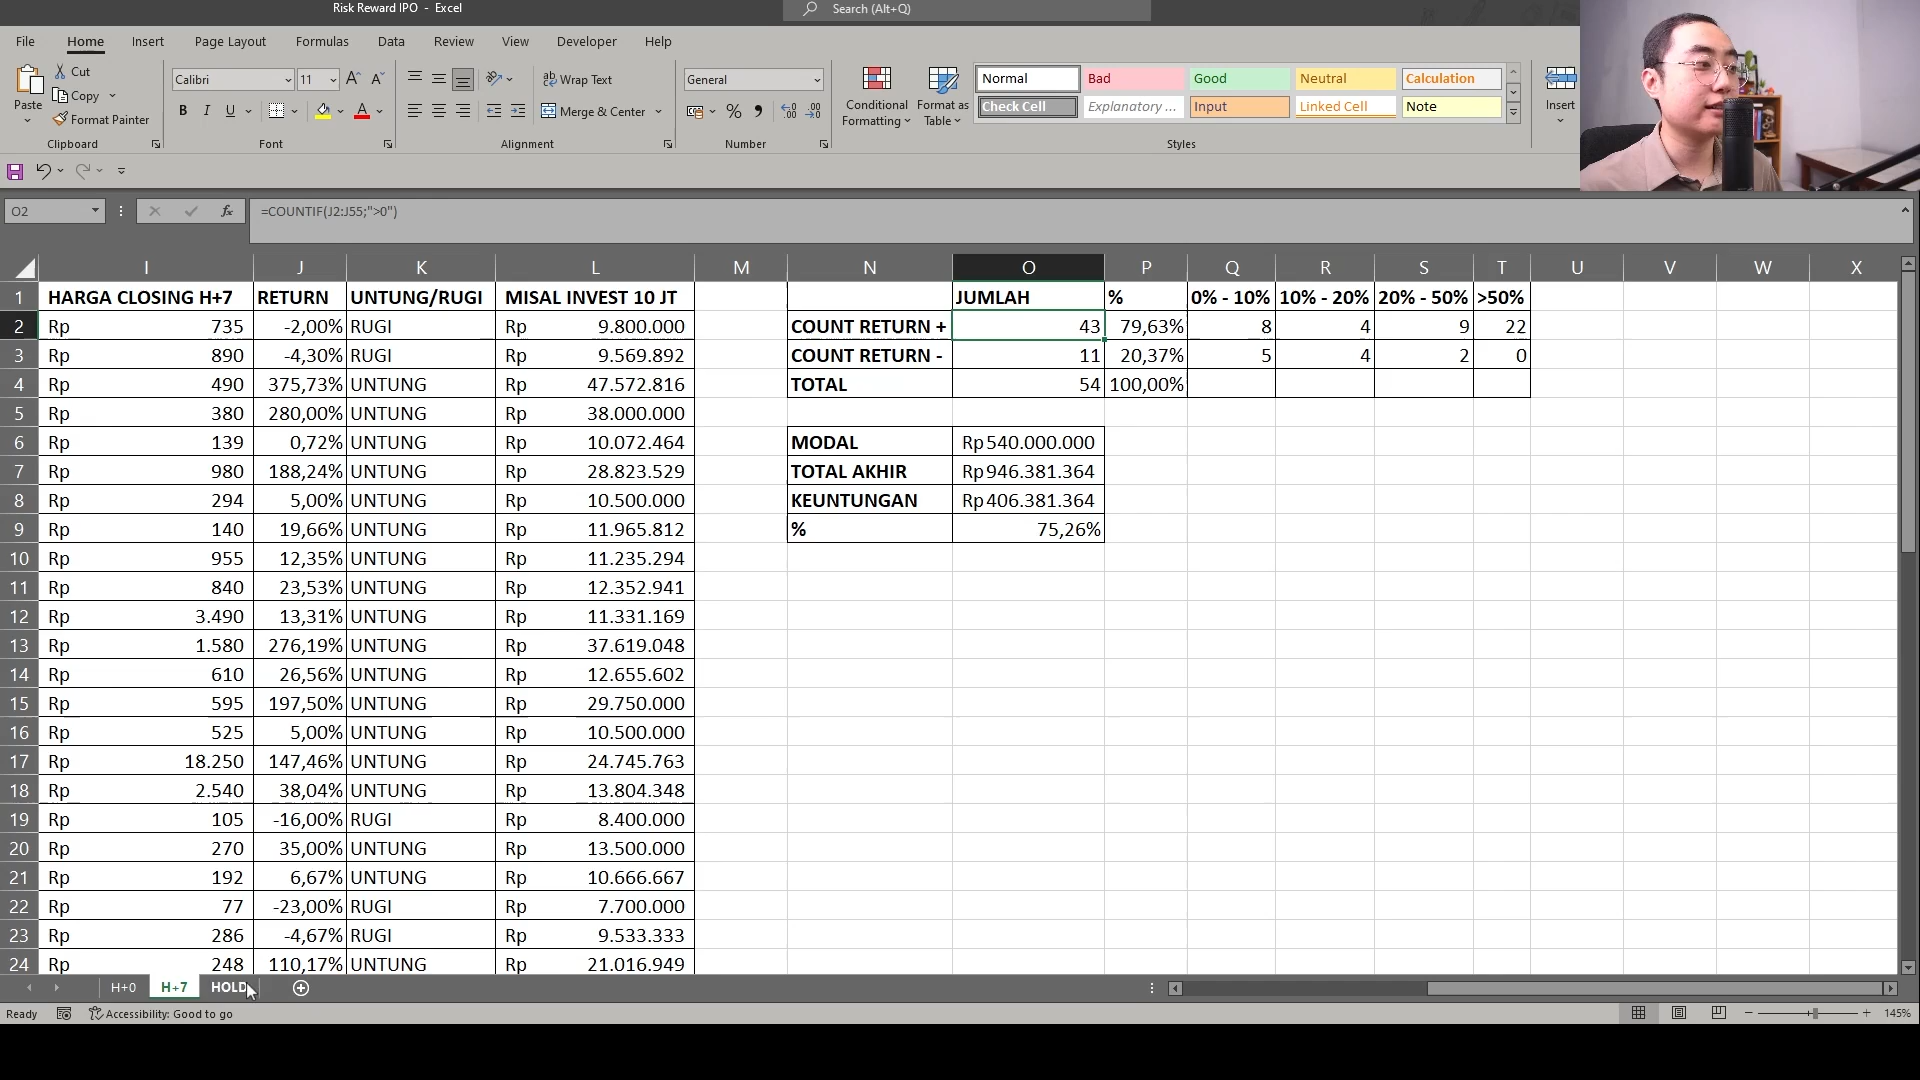 Risk Reward IPO - Excel
Search (Alt+Q)
File Home Insert Page Layout Formulas Data Review View Developer Help
Paste
Cut
Copy
Format Painter
Clipboard
Calibri 11
B I U
Font
Wrap Text
Merge & Center
Alignment
General
Number
Conditional Formatting
Format as Table
Normal Bad Good Neutral Calculation
Check Cell Explanatory ... Input Linked Cell Note
Styles
Insert
O2 fx =COUNTIF(J2:J55;">0")
I J K L M N O P Q R S T U V W X
1 HARGA CLOSING H+7 RETURN UNTUNG/RUGI MISAL INVEST 10 JT JUMLAH % 0% - 10% 10% - 20% 20% - 50% >50%
2 Rp 735 -2,00% RUGI Rp 9.800.000 COUNT RETURN + 43 79,63% 8 4 9 22
3 Rp 890 -4,30% RUGI Rp 9.569.892 COUNT RETURN - 11 20,37% 5 4 2 0
4 Rp 490 375,73% UNTUNG Rp 47.572.816 TOTAL 54 100,00%
5 Rp 380 280,00% UNTUNG Rp 38.000.000
6 Rp 139 0,72% UNTUNG Rp 10.072.464 MODAL Rp 540.000.000
7 Rp 980 188,24% UNTUNG Rp 28.823.529 TOTAL AKHIR Rp 946.381.364
8 Rp 294 5,00% UNTUNG Rp 10.500.000 KEUNTUNGAN Rp 406.381.364
9 Rp 140 19,66% UNTUNG Rp 11.965.812 % 75,26%
10 Rp 955 12,35% UNTUNG Rp 11.235.294
11 Rp 840 23,53% UNTUNG Rp 12.352.941
12 Rp 3.490 13,31% UNTUNG Rp 11.331.169
13 Rp 1.580 276,19% UNTUNG Rp 37.619.048
14 Rp 610 26,56% UNTUNG Rp 12.655.602
15 Rp 595 197,50% UNTUNG Rp 29.750.000
16 Rp 525 5,00% UNTUNG Rp 10.500.000
17 Rp 18.250 147,46% UNTUNG Rp 24.745.763
18 Rp 2.540 38,04% UNTUNG Rp 13.804.348
19 Rp 105 -16,00% RUGI Rp 8.400.000
20 Rp 270 35,00% UNTUNG Rp 13.500.000
21 Rp 192 6,67% UNTUNG Rp 10.666.667
22 Rp 77 -23,00% RUGI Rp 7.700.000
23 Rp 286 -4,67% RUGI Rp 9.533.333
24 Rp 248 110,17% UNTUNG Rp 21.016.949
H+0 H+7 HOLD
Ready Accessibility: Good to go 145%